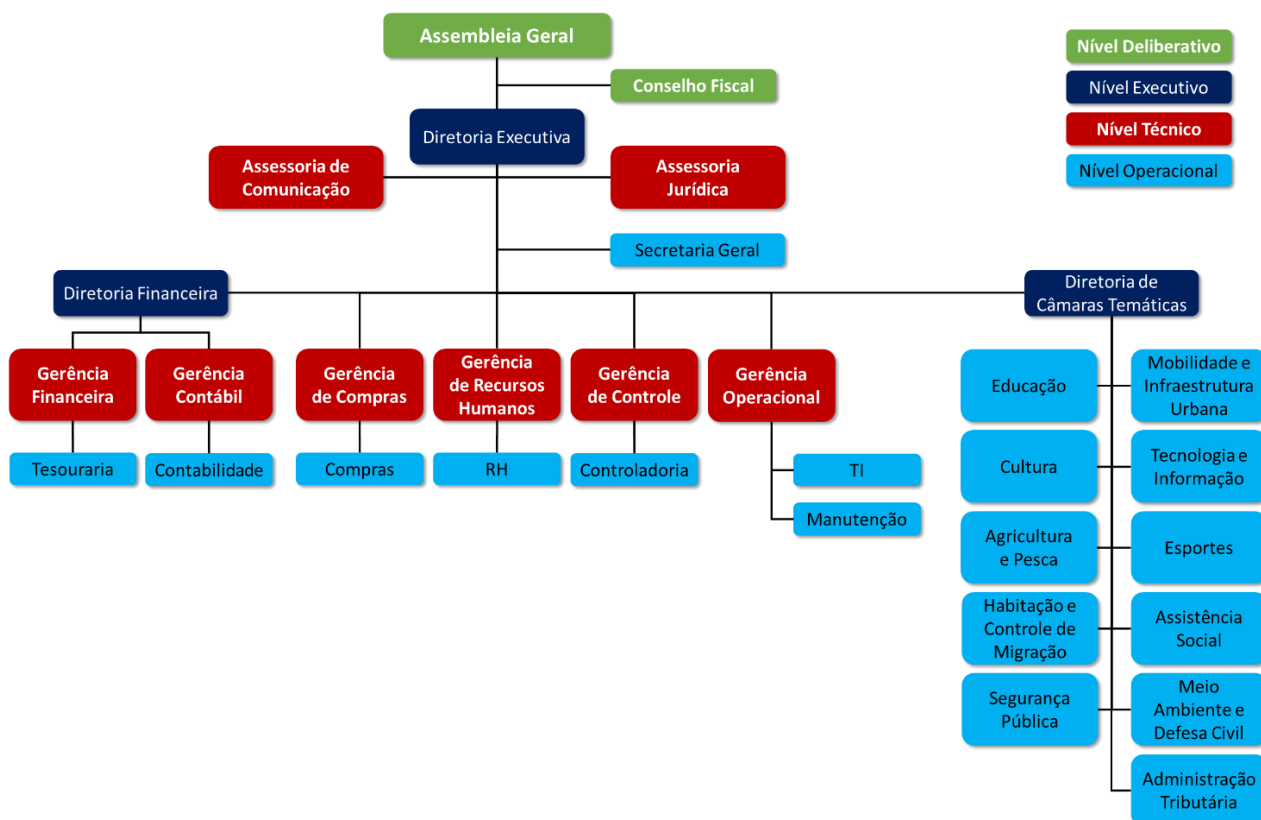 Assembleia Geral
Nível Deliberativo
Conselho Fiscal
Nível Executivo
Diretoria Executiva
Nível Técnico
Assessoria de
Comunicação
Assessoria
Jurídica
Nível Operacional
Secretaria Geral
Diretoria Financeira
Diretoria de
Câmaras Temáticas
Gerência
Financeira
Gerência
Contábil
Gerência
de Compras
Gerência
de Recursos
Humanos
Gerência
de Controle
Gerência
Operacional
Tesouraria
Contabilidade
Compras
RH
Controladoria
TI
Manutenção
Educação
Mobilidade e
Infraestrutura
Urbana
Cultura
Tecnologia e
Informação
Agricultura
e Pesca
Esportes
Habitação e
Controle de
Migração
Assistência
Social
Segurança
Pública
Meio
Ambiente e
Defesa Civil
Administração
Tributária